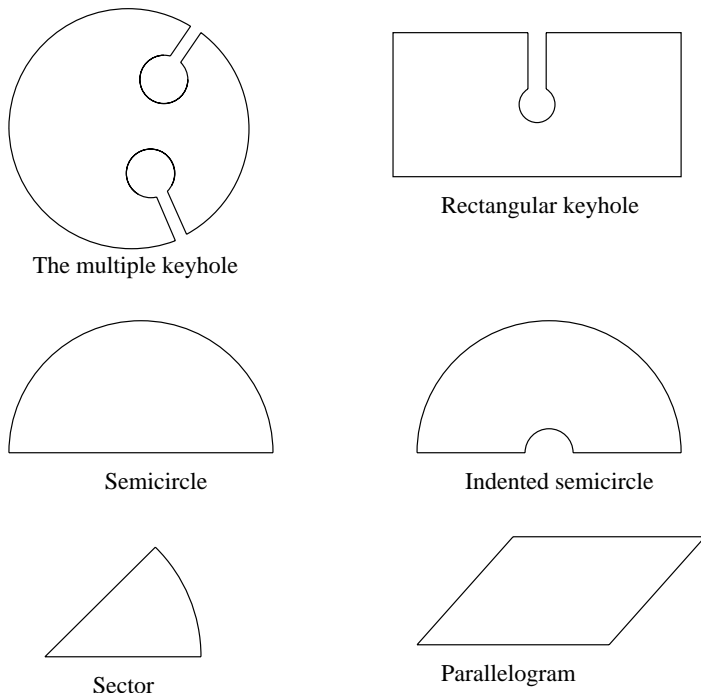 The multiple keyhole
Rectangular keyhole
Semicircle
Indented semicircle
Sector
Parallelogram